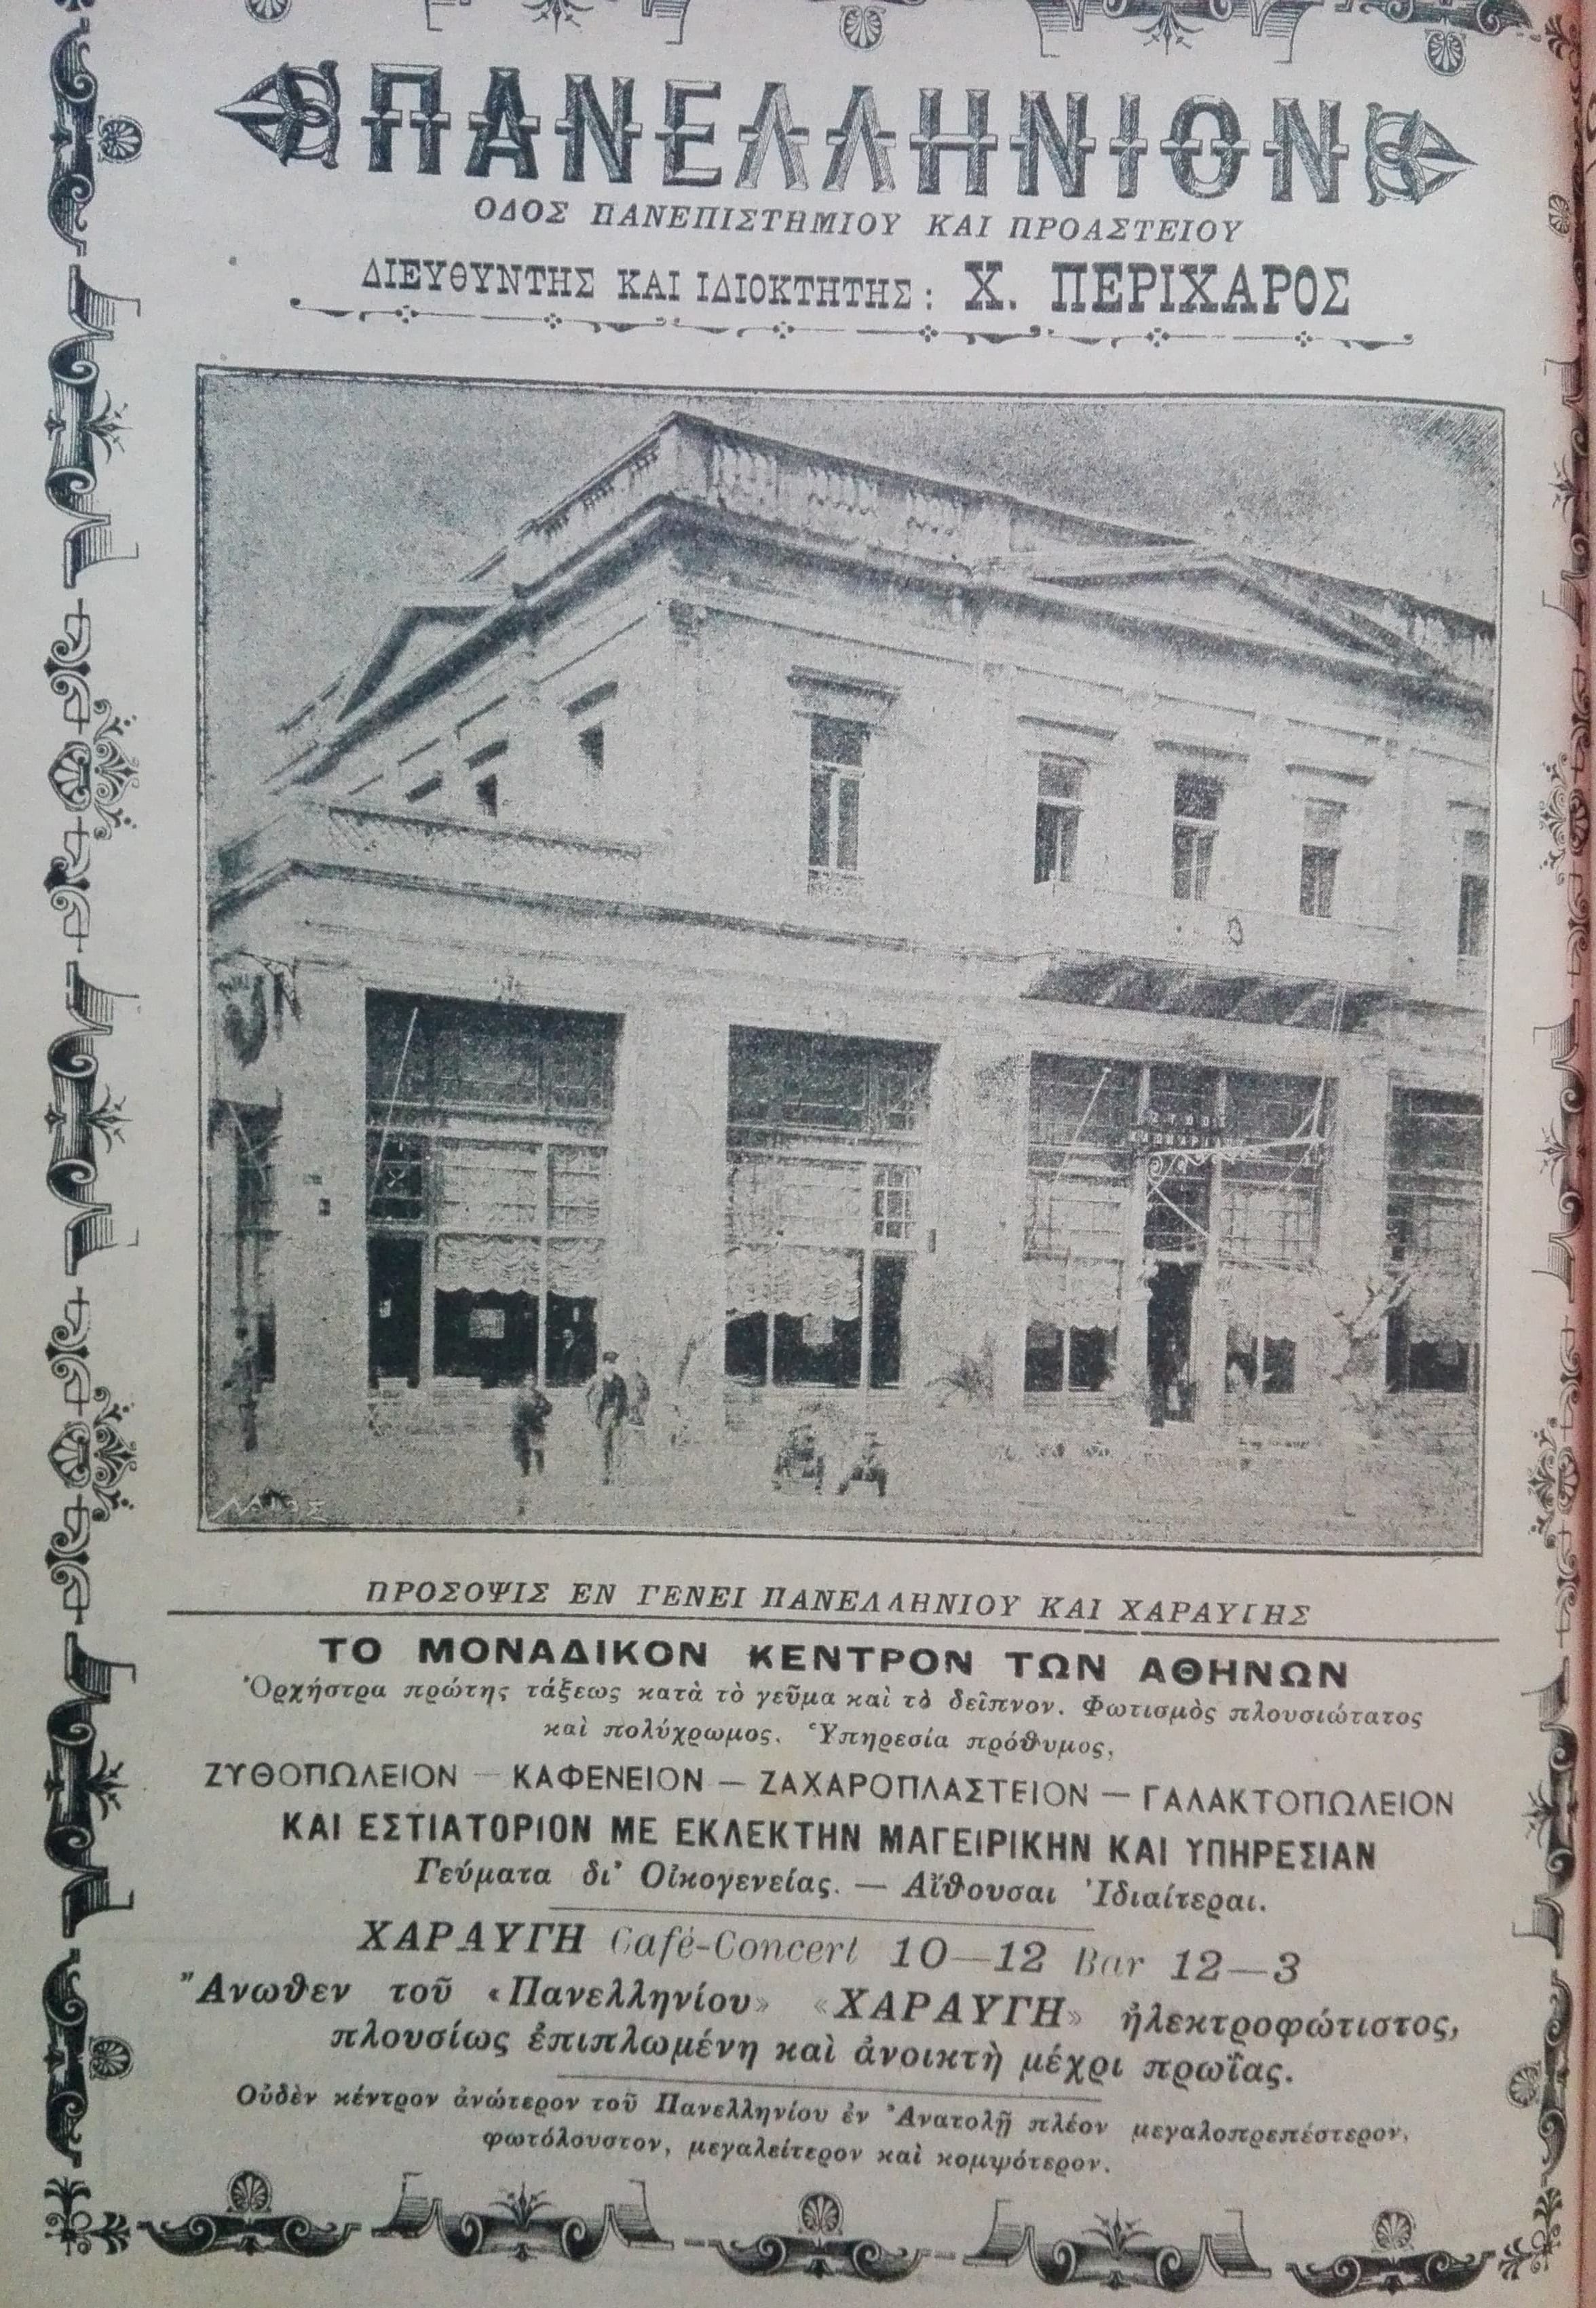 ΠΑΝΕΛΛΗΝΙΟΝ
ΟΔΟΣ ΠΑΝΕΠΙΣΤΗΜΙΟΥ ΚΑΙ ΠΡΟΑΣΤΕΙΟΥ
ΔΙΕΥΘΥΝΤΗΣ ΚΑΙ ΙΔΙΟΚΤΗΤΗΣ: Χ. ΠΕΡΙΧΑΡΟΣ
ΠΡΟΣΟΨΙΣ ΕΝ ΓΕΝΕΙ ΠΑΝΕΛΛΗΝΙΟΥ ΚΑΙ ΧΑΡΑΥΓΗΣ
ΤΟ ΜΟΝΑΔΙΚΟΝ ΚΕΝΤΡΟΝ ΤΩΝ ΑΘΗΝΩΝ
Ὀρχήστρα πρώτης τάξεως κατὰ τὸ γεῦμα καὶ τὸ δεῖπνον. Φωτισμὸς πλουσιώτατος
καὶ πολύχρωμος. Ὑπηρεσία πρόθυμος,
ΖΥΘΟΠΩΛΕΙΟΝ — ΚΑΦΕΝΕΙΟΝ — ΖΑΧΑΡΟΠΛΑΣΤΕΙΟΝ — ΓΑΛΑΚΤΟΠΩΛΕΙΟΝ
ΚΑΙ ΕΣΤΙΑΤΟΡΙΟΝ ΜΕ ΕΚΛΕΚΤΗΝ ΜΑΓΕΙΡΙΚΗΝ ΚΑΙ ΥΠΗΡΕΣΙΑΝ
Γεύματα δι' Οἰκογενείας. — Αἴθουσαι Ἰδιαίτεραι.
ΧΑΡΑΥΓΗ Café-Concert 10—12 Bar 12—3
Ἄνωθεν τοῦ «Πανελληνίου» «ΧΑΡΑΥΓΗ» ἠλεκτροφώτιστος,
πλουσίως ἐπιπλωμένη καὶ ἀνοικτὴ μέχρι πρωΐας.
Οὐδὲν κέντρον ἀνώτερον τοῦ Πανελληνίου ἐν Ἀνατολῇ πλέον μεγαλοπρεπέστερον,
φωτόλουστον, μεγαλείτερον καὶ κομψότερον.